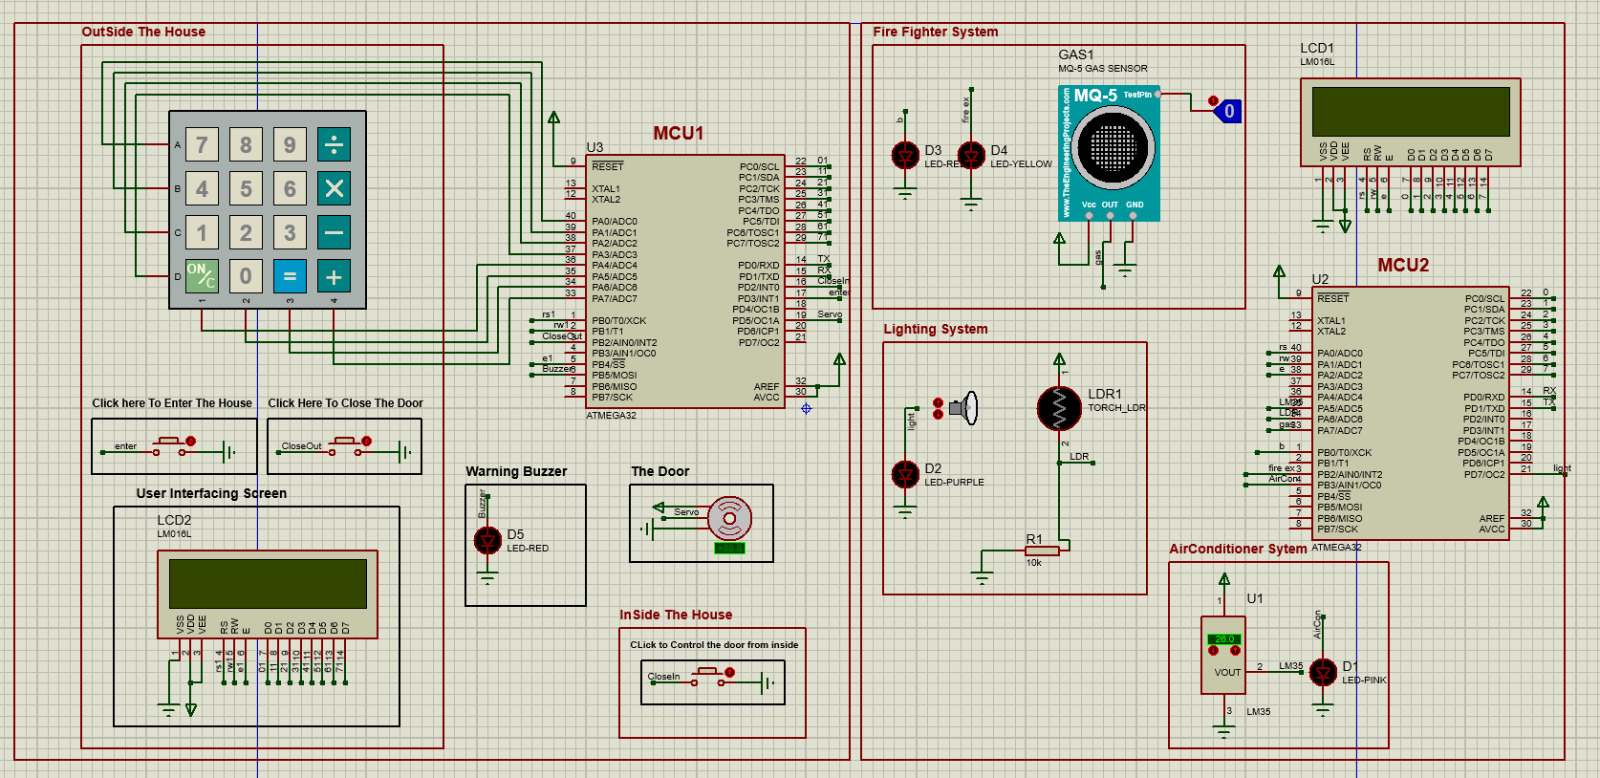 OutSide The House
7 8 9 ÷
4 5 6 ×
1 2 3 −
ON/C 0 = +
A
B
C
D
1 2 3 4
MCU1
U3
9 RESET
13 XTAL1
12 XTAL2
40 PA0/ADC0
39 PA1/ADC1
38 PA2/ADC2
37 PA3/ADC3
36 PA4/ADC4
35 PA5/ADC5
34 PA6/ADC6
33 PA7/ADC7
rs1 1 PB0/T0/XCK
rw1 2 PB1/T1
CloseOut 3 PB2/AIN0/INT2
4 PB3/AIN1/OC0
e1 5 PB4/SS
Buzzer 6 PB5/MOSI
7 PB6/MISO
8 PB7/SCK
PC0/SCL 22 01
PC1/SDA 23 11
PC2/TCK 24 21
PC3/TMS 25 31
PC4/TDO 26 41
PC5/TDI 27 51
PC6/TOSC1 28 61
PC7/TOSC2 29 71
PD0/RXD 14 TX
PD1/TXD 15 RX
PD2/INT0 16 CloseIn
PD3/INT1 17 enter
PD4/OC1B 18
PD5/OC1A 19 Servo
PD6/ICP1 20
PD7/OC2 21
AREF 32
AVCC 30
ATMEGA32
Click here To Enter The House
enter
Click Here To Close The Door
CloseOut
User Interfacing Screen
LCD2
LM016L
VSS VDD VEE RS RW E D0 D1 D2 D3 D4 D5 D6 D7
1 2 3 4 5 6 7 8 9 10 11 12 13 14
rs1 rw1 e1 01 11 21 31 41 51 61 71
Warning Buzzer
Buzzer
D5
LED-RED
The Door
Servo
InSide The House
CLick to Control the door from inside
CloseIn
Fire Fighter System
b
D3
LED-RED
fire ex
D4
LED-YELLOW
GAS1
MQ-5 GAS SENSOR
MQ-5 TestPin
www.TheEngineeringProjects.com
Vcc OUT GND
gas
0
LCD1
LM016L
VSS VDD VEE RS RW E D0 D1 D2 D3 D4 D5 D6 D7
1 2 3 4 5 6 7 8 9 10 11 12 13 14
rs rw e 0 1 2 3 4 5 6 7
MCU2
U2
9 RESET
13 XTAL1
12 XTAL2
rs 40 PA0/ADC0
rw 39 PA1/ADC1
e 38 PA2/ADC2
37 PA3/ADC3
36 PA4/ADC4
LM35 35 PA5/ADC5
LDR 34 PA6/ADC6
gas 33 PA7/ADC7
b 1 PB0/T0/XCK
2 PB1/T1
fire ex 3 PB2/AIN0/INT2
AirCon 4 PB3/AIN1/OC0
5 PB4/SS
6 PB5/MOSI
7 PB6/MISO
8 PB7/SCK
PC0/SCL 22 0
PC1/SDA 23 1
PC2/TCK 24 2
PC3/TMS 25 3
PC4/TDO 26 4
PC5/TDI 27 5
PC6/TOSC1 28 6
PC7/TOSC2 29 7
PD0/RXD 14 RX
PD1/TXD 15 TX
PD2/INT0 16
PD3/INT1 17
PD4/OC1B 18
PD5/OC1A 19
PD6/ICP1 20
PD7/OC2 21 light
AREF 32
AVCC 30
ATMEGA32
Lighting System
light
D2
LED-PURPLE
LDR1
TORCH_LDR
1
2
LDR
R1
10k
AirConditioner Sytem
U1
1
26.0
VOUT 2 LM35
3 LM35
AirCon
D1
LED-PINK